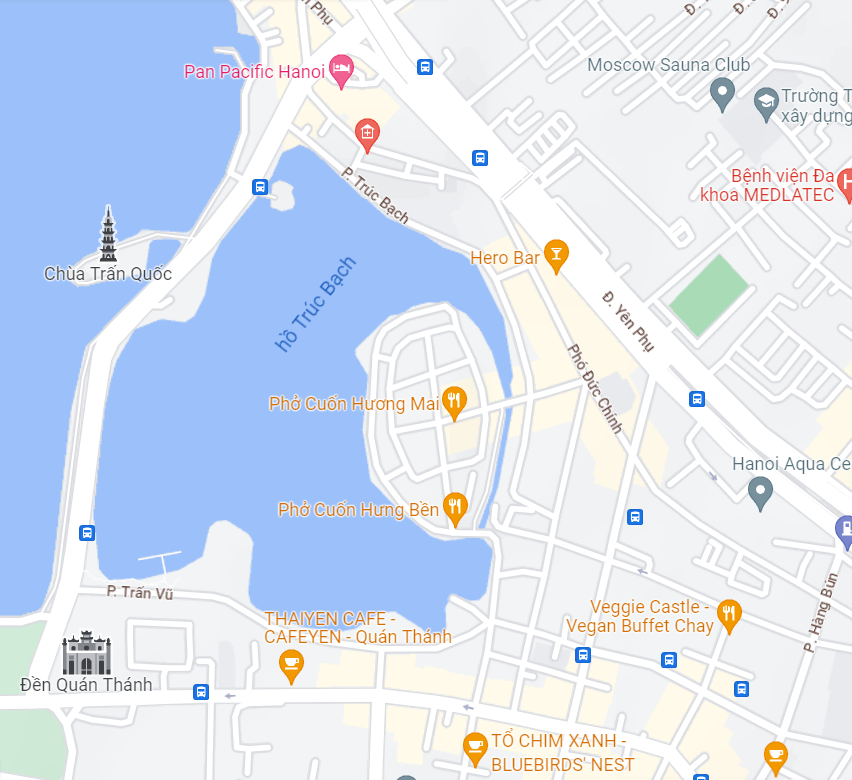 Phụ
Đ.
Đ.
Đ.
Pan Pacific Hanoi
Moscow Sauna Club
Trường T
xây dựng
P. Trúc Bạch
Bệnh viện Đa
khoa MEDLATEC
H
Chùa Trấn Quốc
Hero Bar
hồ Trúc Bạch
Đ. Yên Phụ
Phó Đức Chính
Phở Cuốn Hương Mai
Hanoi Aqua Ce
Phở Cuốn Hưng Bền
P. Trấn Vũ
P. Hàng Bún
THAIYEN CAFE -
CAFEYEN - Quán Thánh
Veggie Castle -
Vegan Buffet Chay
Đền Quán Thánh
TỔ CHIM XANH -
BLUEBIRDS' NEST